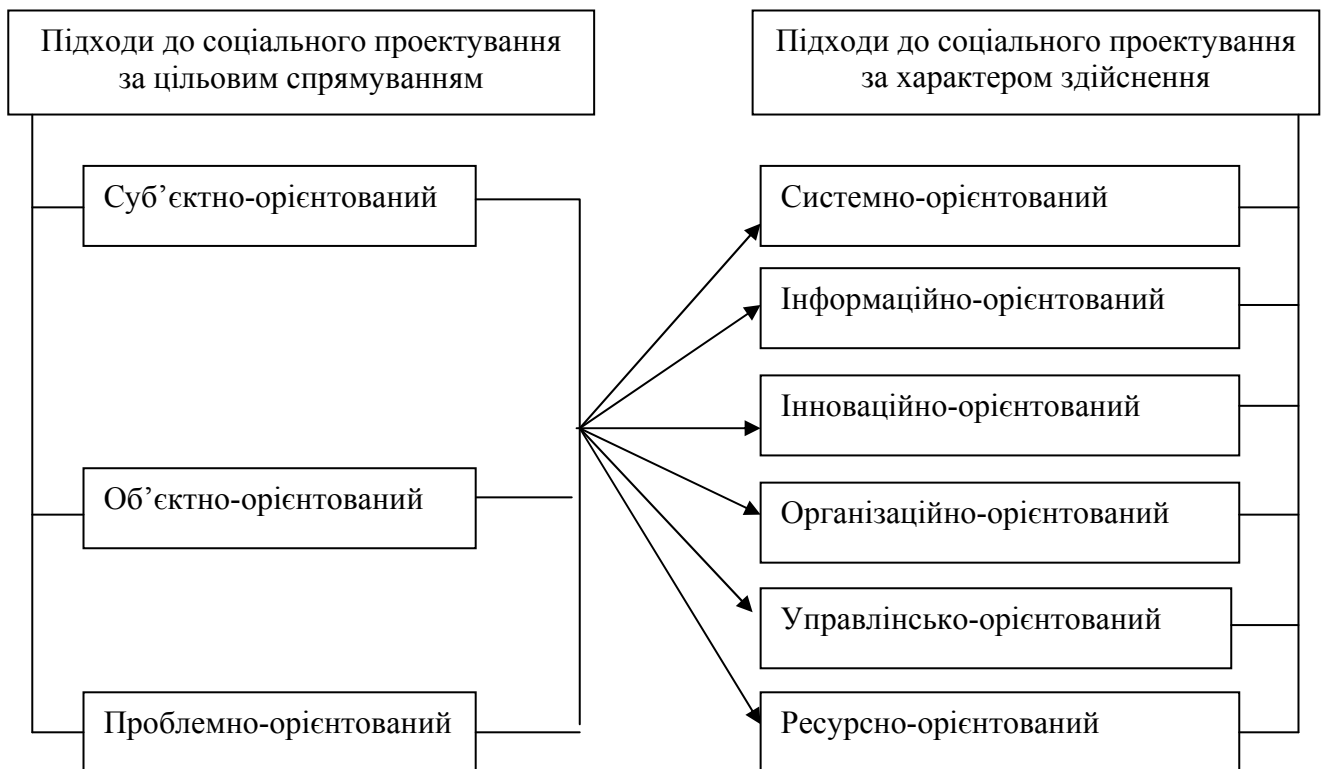 Підходи до соціального проектування
за цільовим спрямуванням
Суб’єктно-орієнтований
Об’єктно-орієнтований
Проблемно-орієнтований
Підходи до соціального проектування
за характером здійснення
Системно-орієнтований
Інформаційно-орієнтований
Інноваційно-орієнтований
Організаційно-орієнтований
Управлінсько-орієнтований
Ресурсно-орієнтований